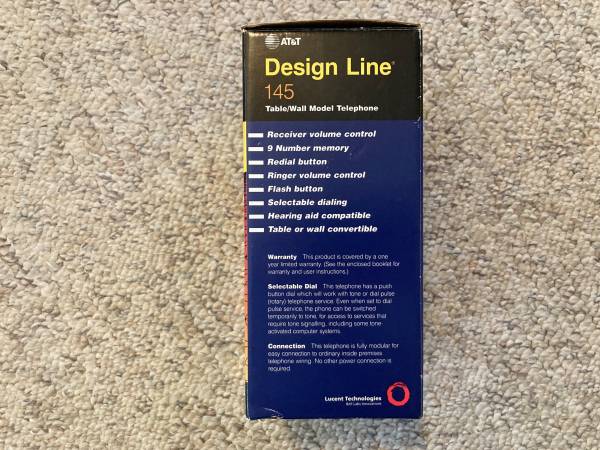 AT&T
Design Line®
145
Table/Wall Model Telephone
Receiver volume control
9 Number memory
Redial button
Ringer volume control
Flash button
Selectable dialing
Hearing aid compatible
Table or wall convertible
Warranty This product is covered by a one
year limited warranty. (See the enclosed booklet for
warranty and user instructions.)
Selectable Dial This telephone has a push
button dial which will work with tone or dial pulse
(rotary) telephone service. Even when set to dial
pulse service, the phone can be switched
temporarily to tone, for access to services that
require tone signalling, including some tone-
activated computer systems.
Connection This telephone is fully modular for
easy connection to ordinary inside premises
telephone wiring. No other power connection is
required.
Lucent Technologies
Bell Labs Innovations